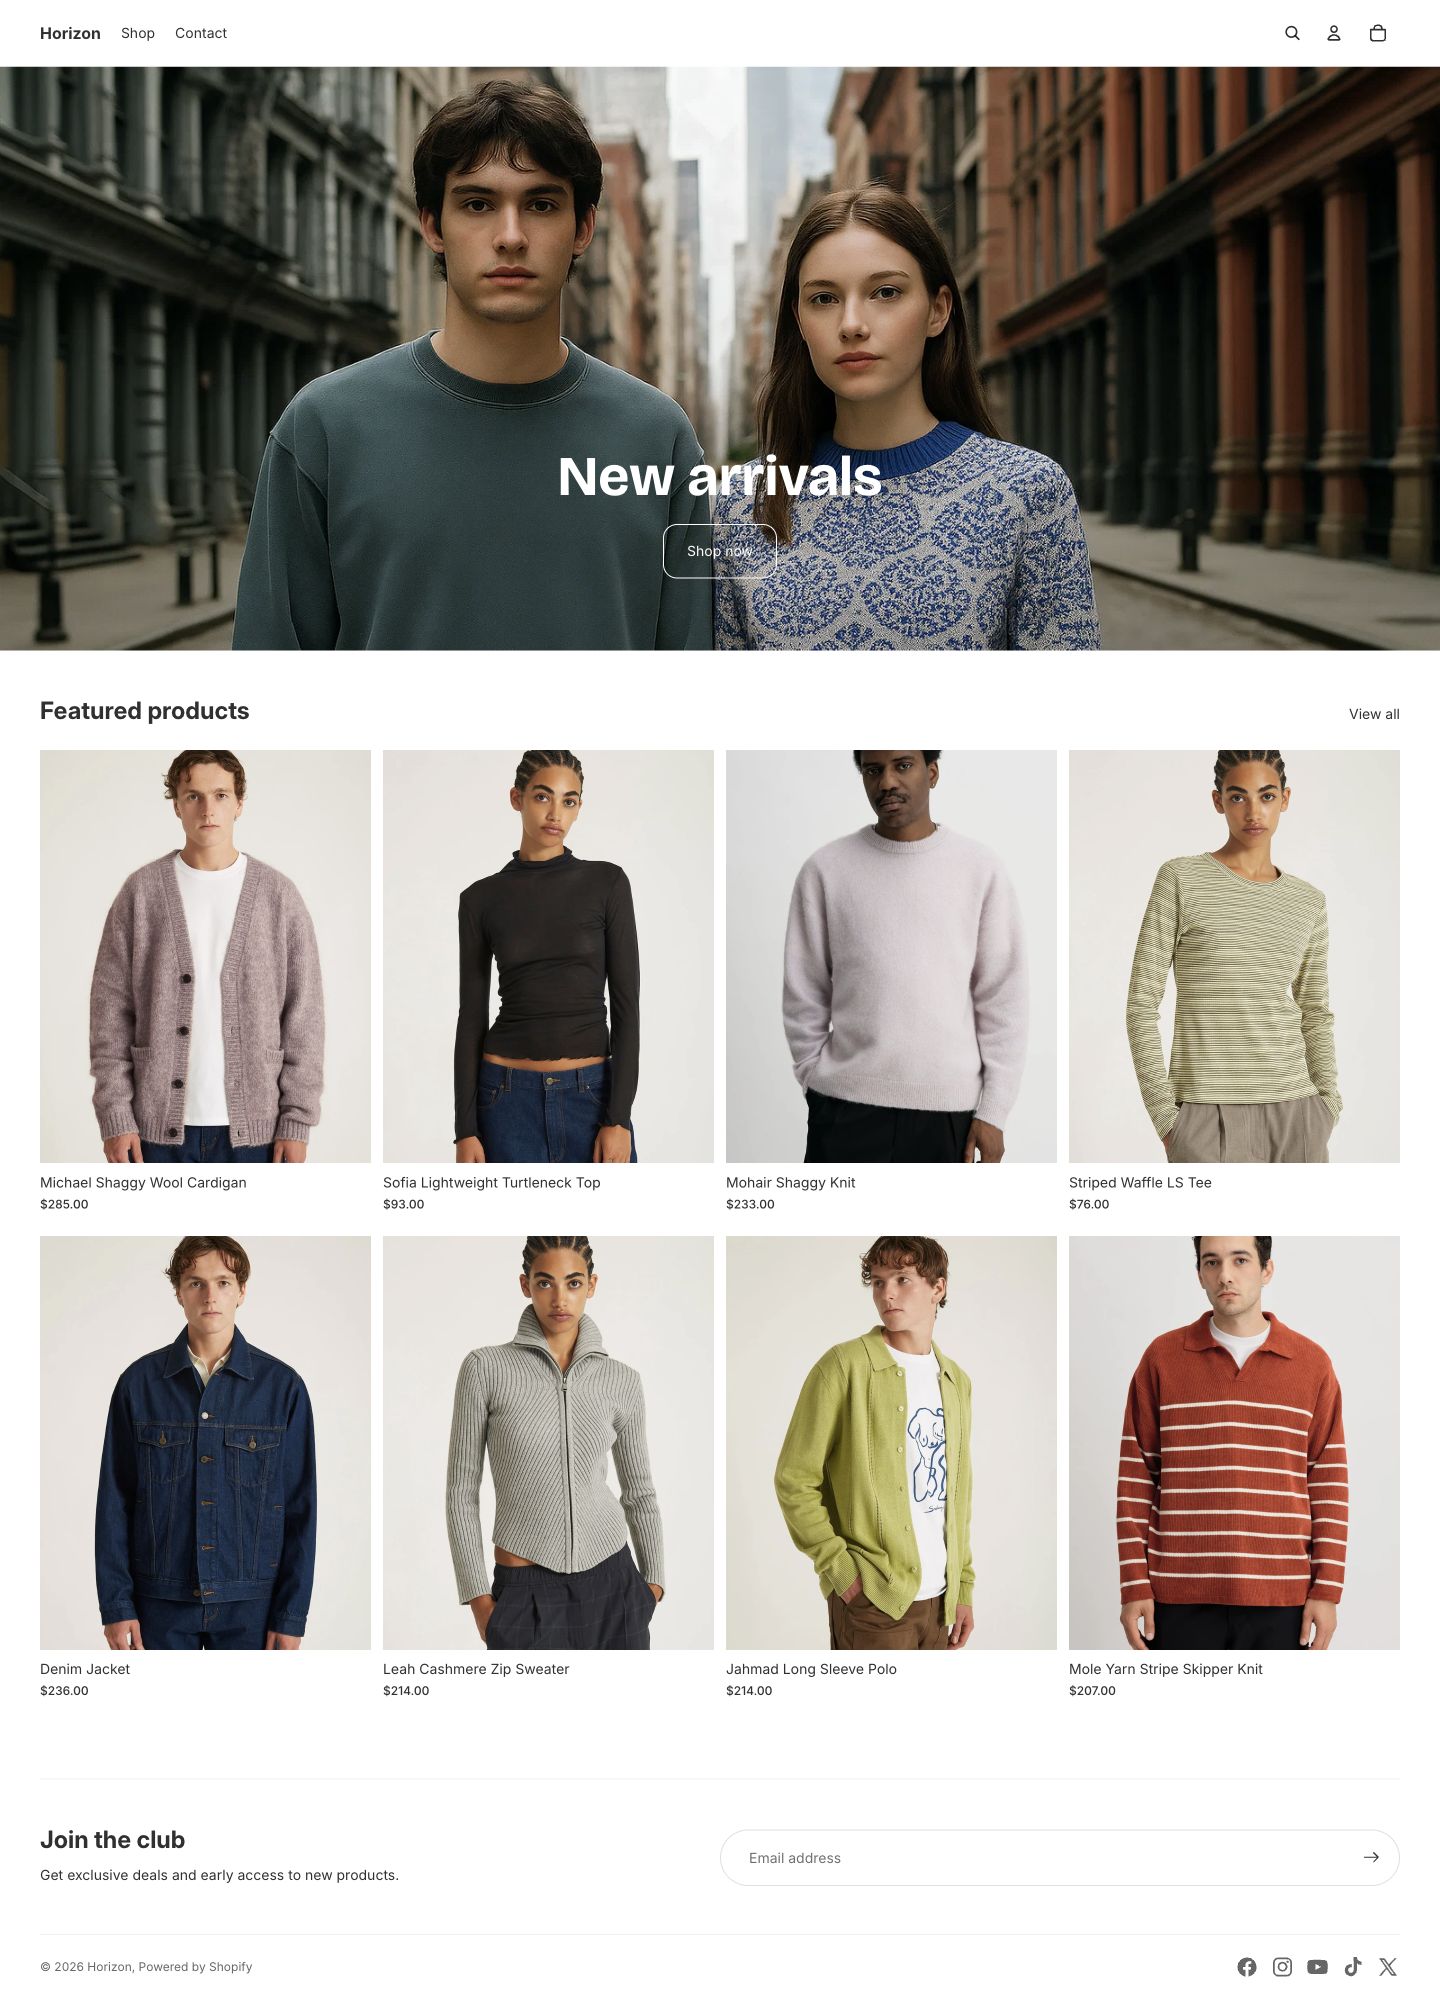 Horizon Shop Contact
New arrivals
Shop now
Featured products
View all
Michael Shaggy Wool Cardigan
$285.00
Sofia Lightweight Turtleneck Top
$93.00
Mohair Shaggy Knit
$233.00
Striped Waffle LS Tee
$76.00
Denim Jacket
$236.00
Leah Cashmere Zip Sweater
$214.00
Jahmad Long Sleeve Polo
$214.00
Mole Yarn Stripe Skipper Knit
$207.00
Join the club
Get exclusive deals and early access to new products.
Email address
© 2026 Horizon, Powered by Shopify